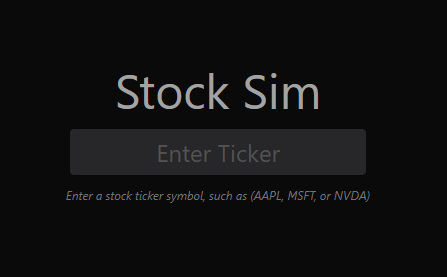 Stock Sim
Enter Ticker
Enter a stock ticker symbol, such as (AAPL, MSFT, or NVDA)